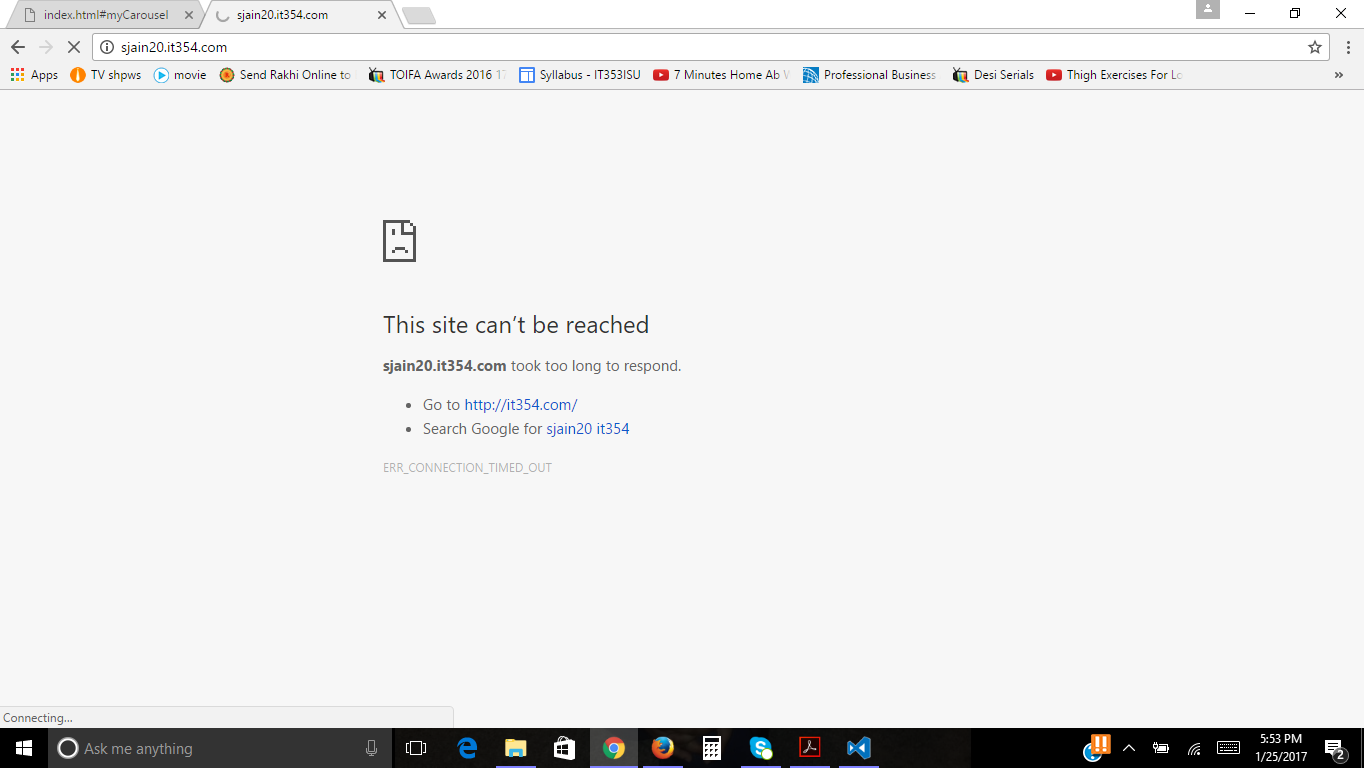 index.html#myCarousel
sjain20.it354.com
sjain20.it354.com
Apps TV shpws movie Send Rakhi Online to TOIFA Awards 2016 17 Syllabus - IT353ISU 7 Minutes Home Ab Professional Business Desi Serials Thigh Exercises For Lo »
This site can’t be reached
sjain20.it354.com took too long to respond.
• Go to http://it354.com/
• Search Google for sjain20 it354
ERR_CONNECTION_TIMED_OUT
Connecting...
Ask me anything
5:53 PM
1/25/2017
2